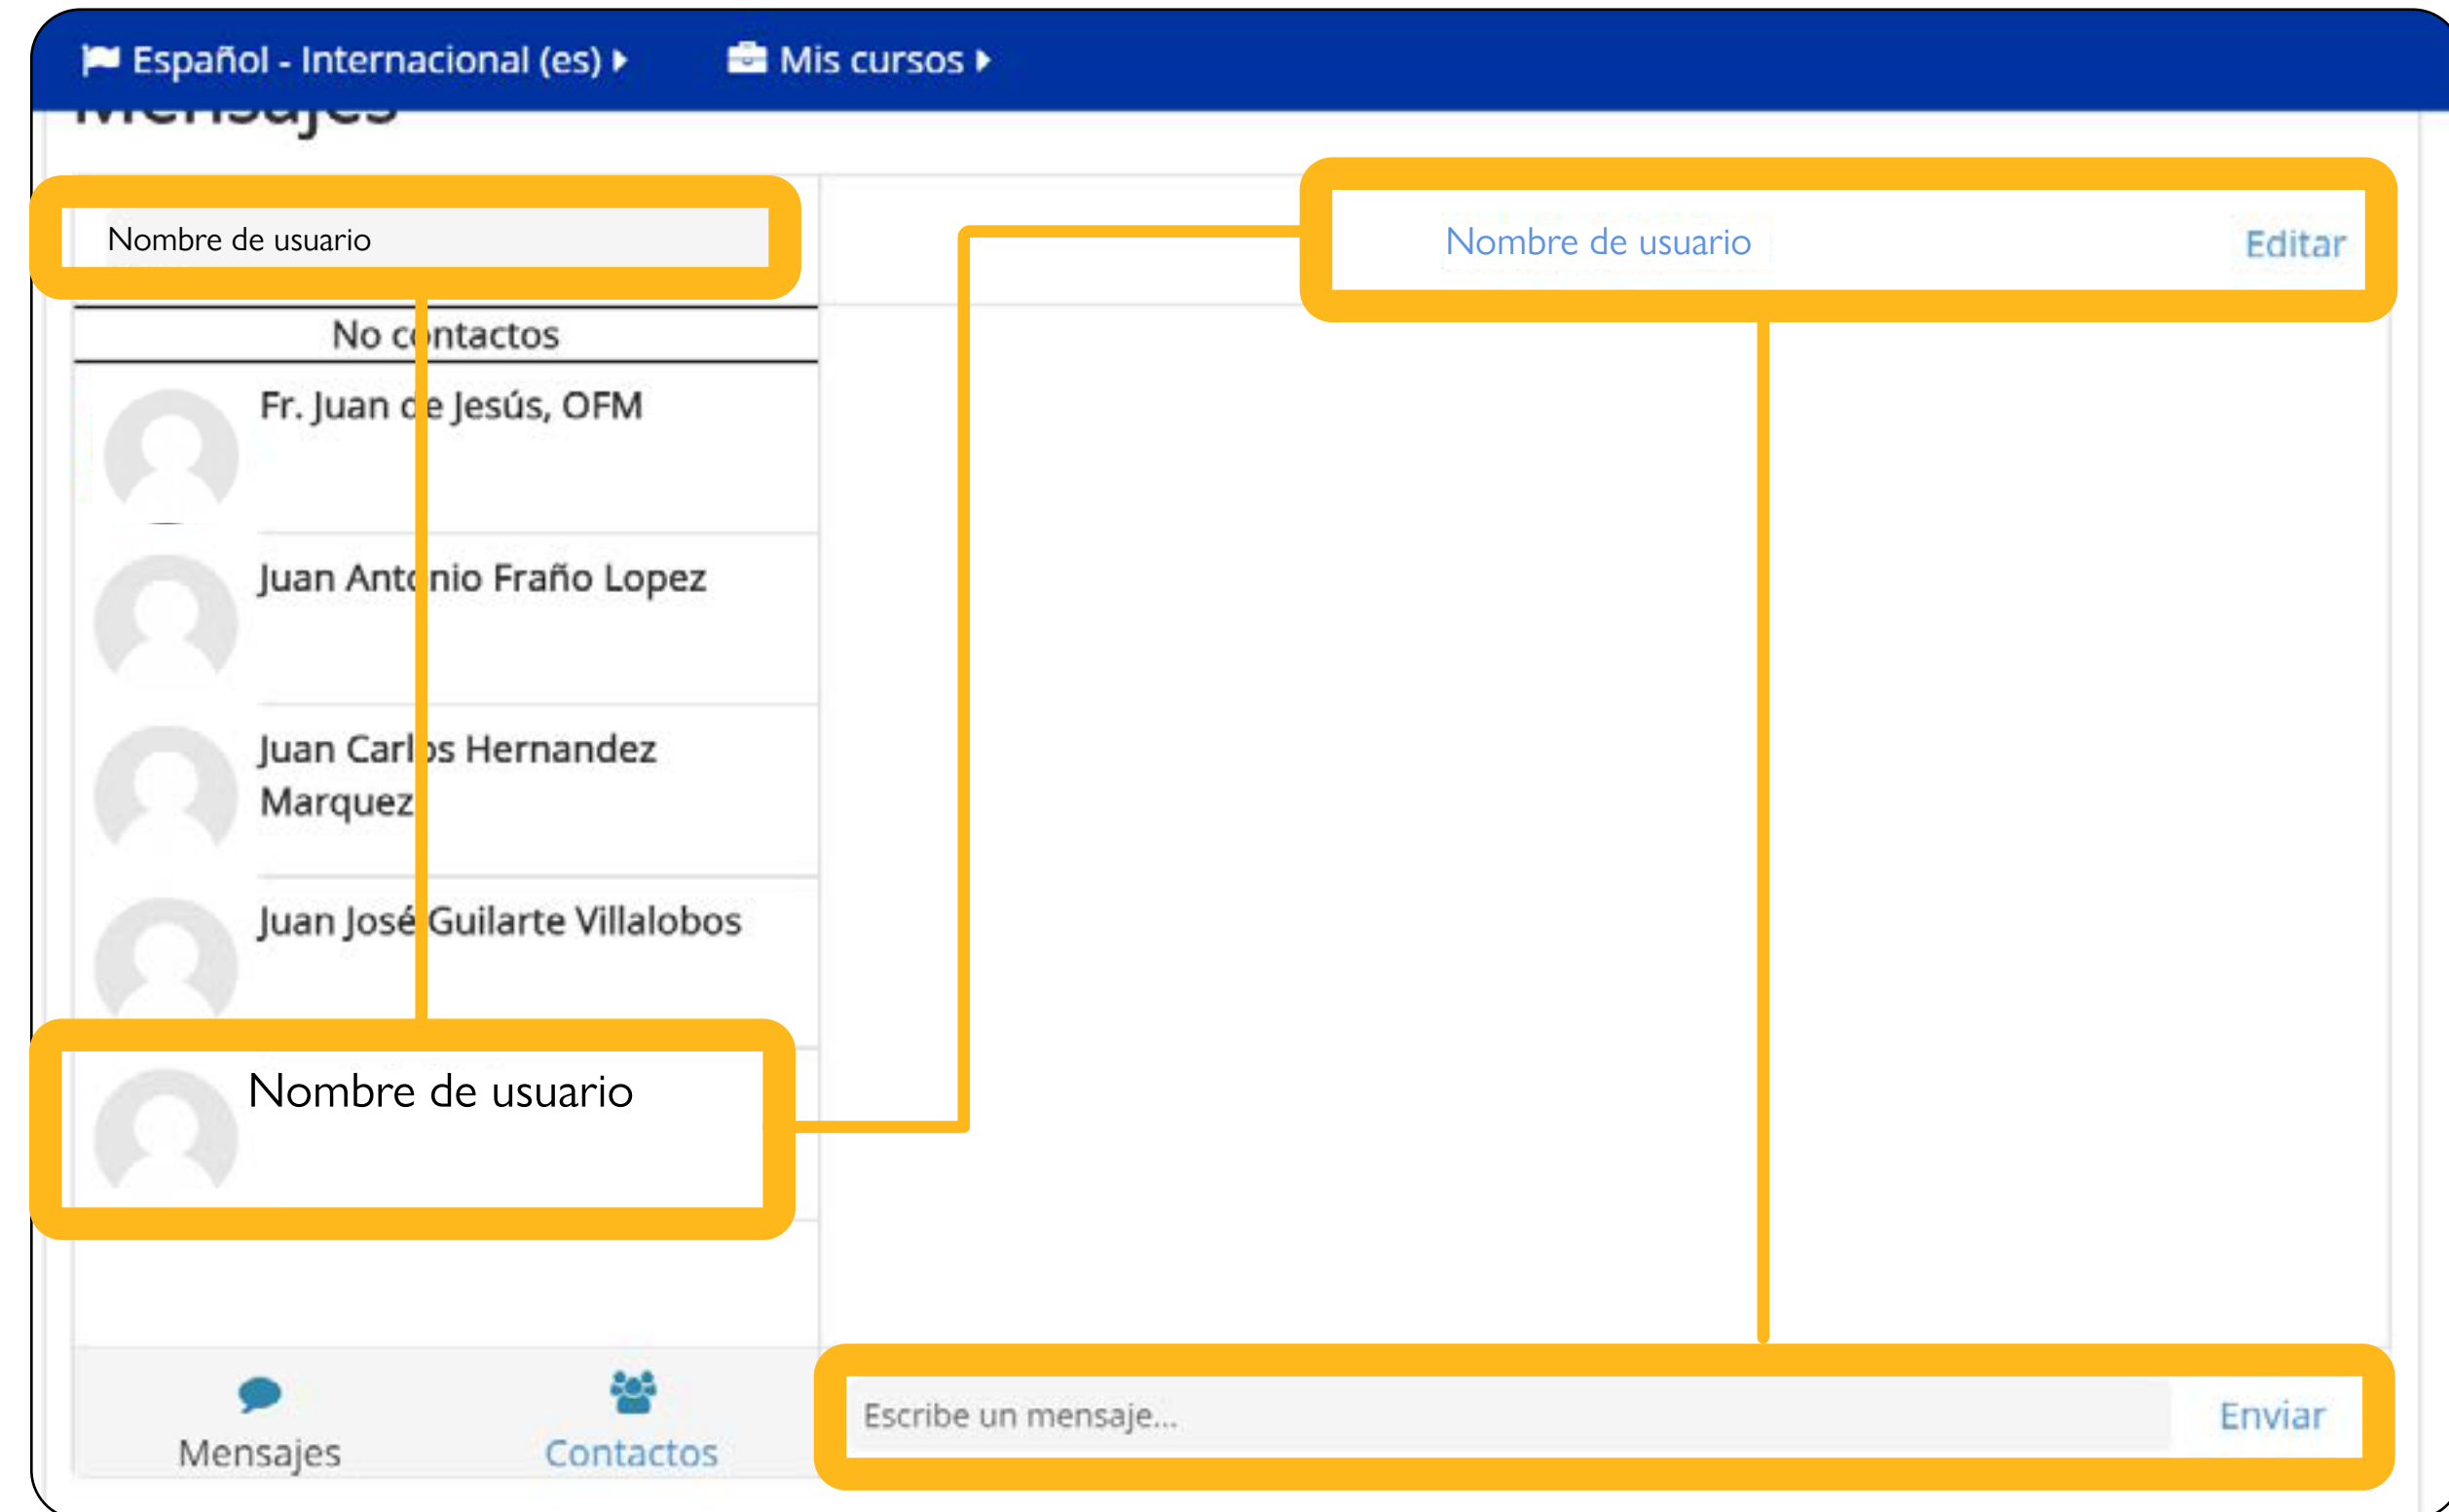 Español - Internacional (es)
Mis cursos
Mensajes
Nombre de usuario
Nombre de usuario
Editar
No contactos
Fr. Juan de Jesús, OFM
Juan Antonio Fraño Lopez
Juan Carlos Hernandez
Marquez
Juan José Guilarte Villalobos
Nombre de usuario
Mensajes
Contactos
Escribe un mensaje...
Enviar